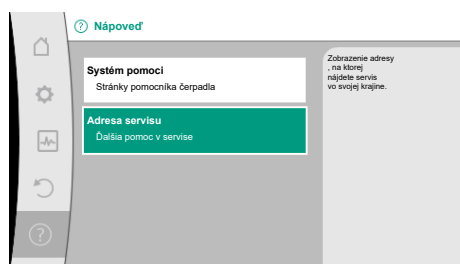 Nápoveď
Systém pomoci
Stránky pomocníka čerpadla
Adresa servisu
Ďalšia pomoc v servise
Zobrazenie adresy
, na ktorej
nájdete servis
vo svojej krajine.